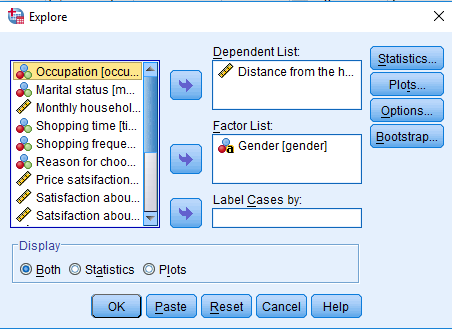 Explore
Dependent List:
Occupation [occu...
Marital status [m...
Monthly househol...
Shopping time [ti...
Shopping freque...
Reason for choo...
Price satsifaction...
Satisfaction abou...
Satsifaction abou...
Distance from the h...
Factor List:
a Gender [gender]
Label Cases by:
Statistics...
Plots...
Options...
Bootstrap...
Display
Both Statistics Plots
OK Paste Reset Cancel Help